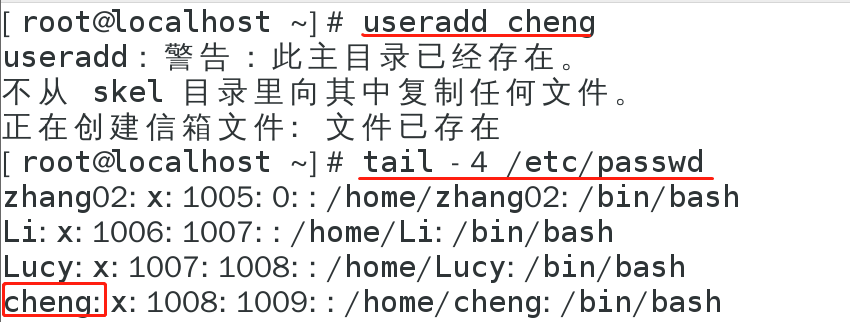 [root@localhost ~]# useradd cheng
useradd：警告：此主目录已经存在。
不从 skel 目录里向其中复制任何文件。
正在创建信箱文件: 文件已存在
[root@localhost ~]# tail -4 /etc/passwd
zhang02:x:1005:0::/home/zhang02:/bin/bash
Li:x:1006:1007::/home/Li:/bin/bash
Lucy:x:1007:1008::/home/Lucy:/bin/bash
cheng:x:1008:1009::/home/cheng:/bin/bash